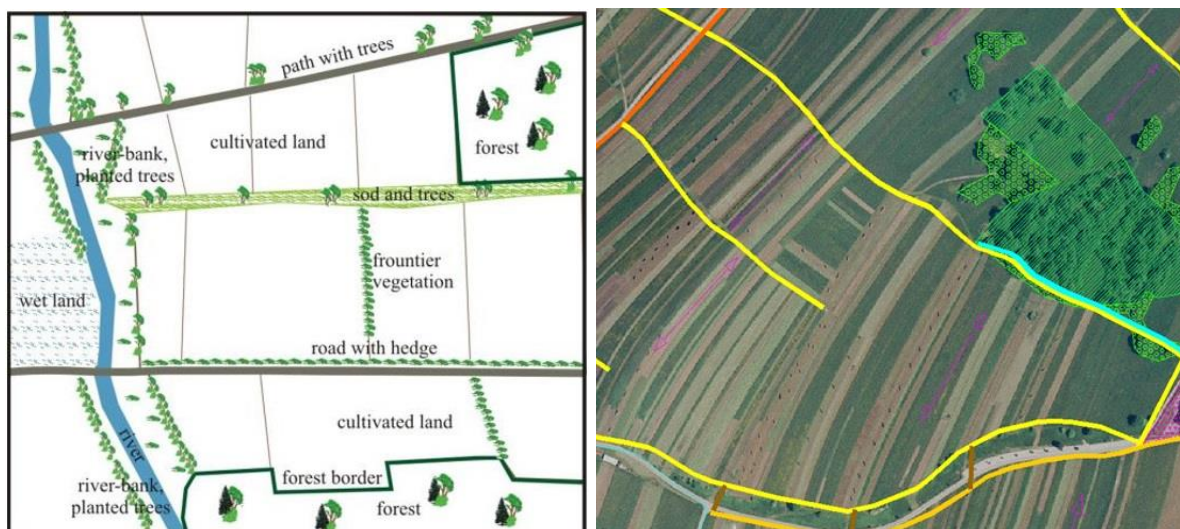 path with trees
cultivated land
river-bank,
planted trees
forest
sod and trees
frountier
vegetation
wet land
road with hedge
cultivated land
river
forest border
river-bank,
planted trees
forest